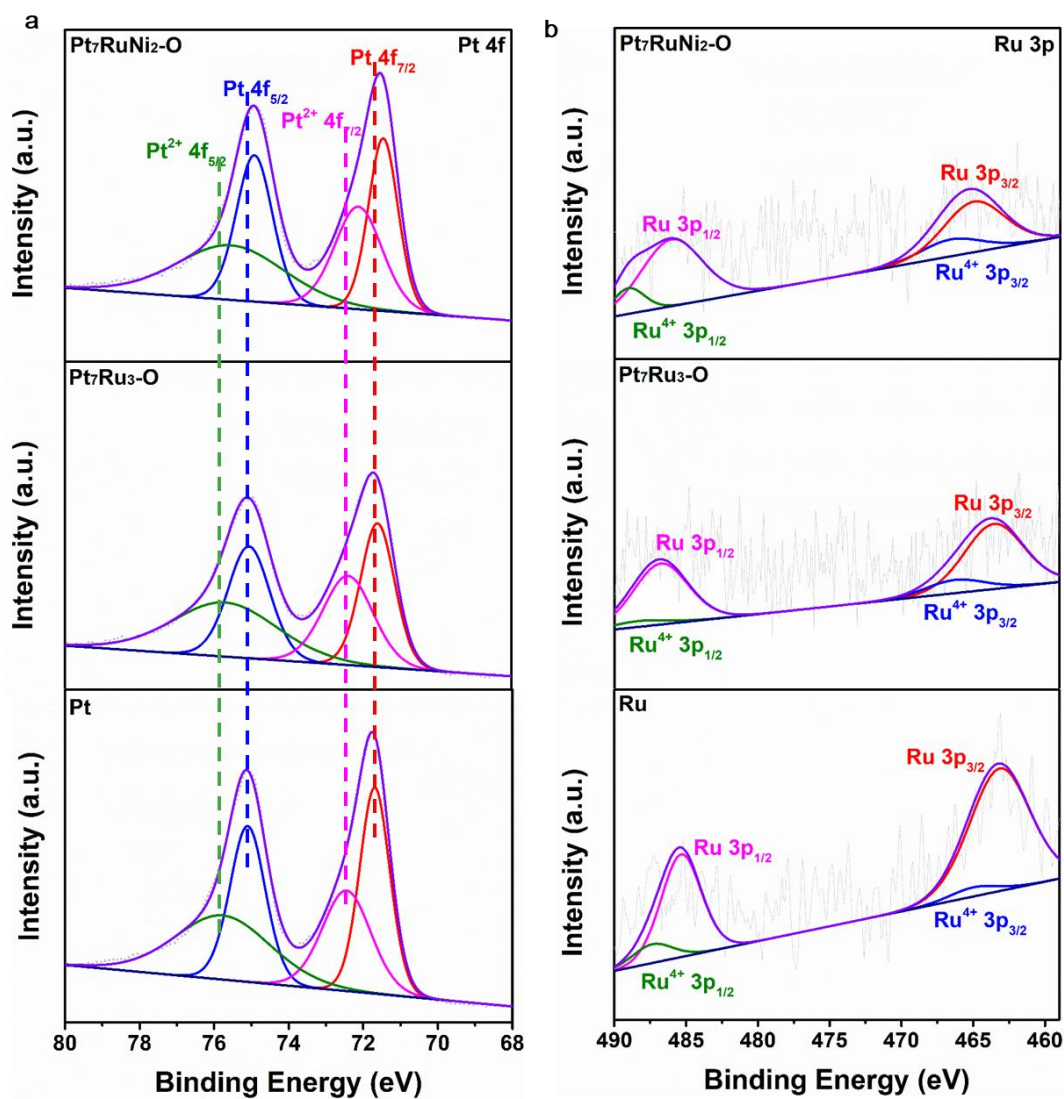 a
Pt₇RuNi₂-O
Pt 4f
Pt 4f₇/₂
Pt 4f₅/₂
Pt²⁺ 4f₇/₂
Pt²⁺ 4f₅/₂
Intensity (a.u.)
Pt₇Ru₃-O
Intensity (a.u.)
Pt
Intensity (a.u.)
80 78 76 74 72 70 68
Binding Energy (eV)
b
Pt₇RuNi₂-O
Ru 3p
Ru 3p₃/₂
Ru 3p₁/₂
Ru⁴⁺ 3p₃/₂
Ru⁴⁺ 3p₁/₂
Intensity (a.u.)
Pt₇Ru₃-O
Ru 3p₃/₂
Ru 3p₁/₂
Ru⁴⁺ 3p₃/₂
Ru⁴⁺ 3p₁/₂
Intensity (a.u.)
Ru
Ru 3p₃/₂
Ru 3p₁/₂
Ru⁴⁺ 3p₃/₂
Ru⁴⁺ 3p₁/₂
Intensity (a.u.)
490 485 480 475 470 465 460
Binding Energy (eV)